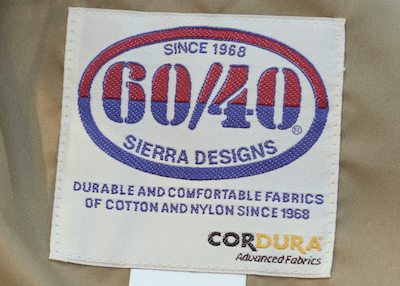 SINCE 1968
60/40®
SIERRA DESIGNS
DURABLE AND COMFORTABLE FABRICS
OF COTTON AND NYLON SINCE 1968
CORDURA®
Advanced Fabrics